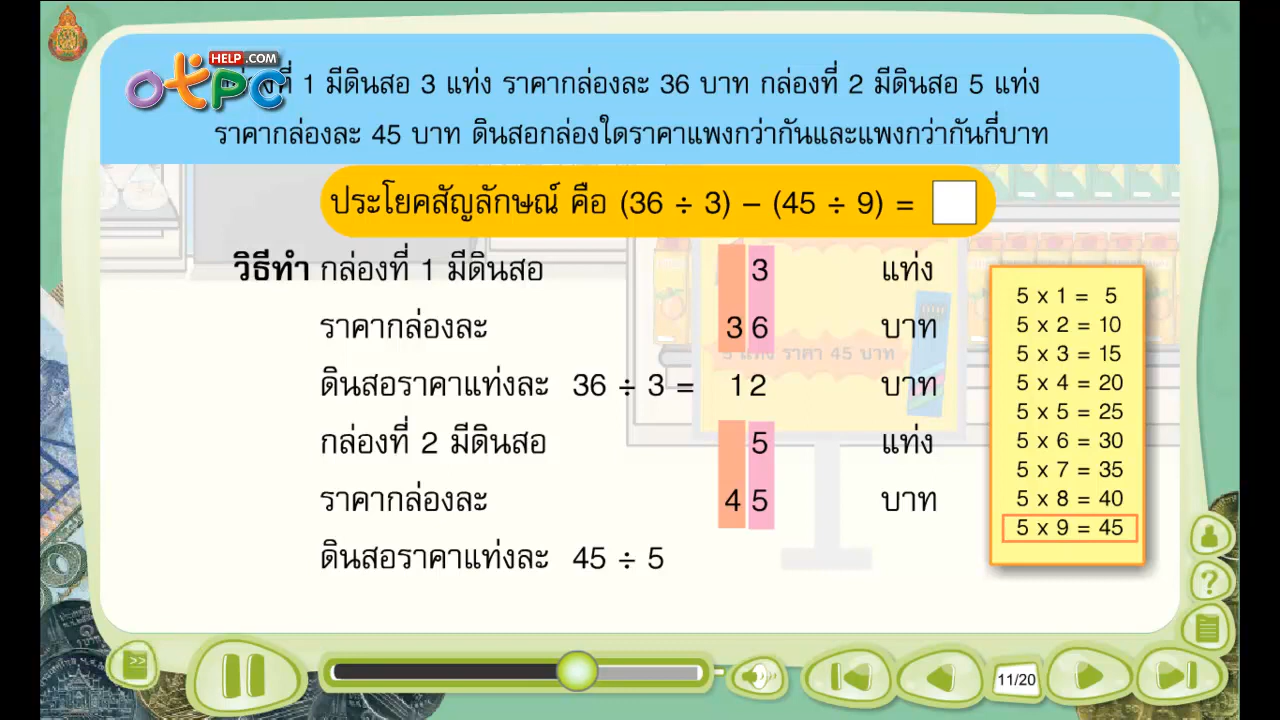 HELP.COM
OTPC
ที่ 1 มีดินสอ 3 แท่ง ราคากล่องละ 36 บาท กล่องที่ 2 มีดินสอ 5 แท่ง
ราคากล่องละ 45 บาท ดินสอกล่องใดราคาแพงกว่ากันและแพงกว่ากันกี่บาท
ประโยคสัญลักษณ์ คือ (36 ÷ 3) – (45 ÷ 9) =
วิธีทำ กล่องที่ 1 มีดินสอ 3 แท่ง
ราคากล่องละ 36 บาท
5 แท่ง ราคา 45 บาท
ดินสอราคาแท่งละ 36 ÷ 3 = 12 บาท
กล่องที่ 2 มีดินสอ 5 แท่ง
ราคากล่องละ 45 บาท
ดินสอราคาแท่งละ 45 ÷ 5
5 x 1 = 5
5 x 2 = 10
5 x 3 = 15
5 x 4 = 20
5 x 5 = 25
5 x 6 = 30
5 x 7 = 35
5 x 8 = 40
5 x 9 = 45
?
>>
11/20